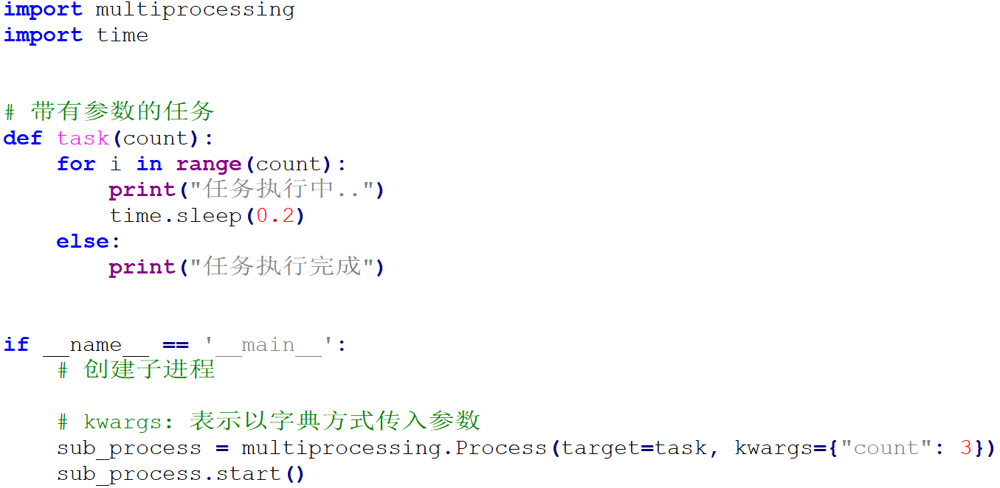 import multiprocessing
import time
# 带有参数的任务
def task(count):
    for i in range(count):
        print("任务执行中..")
        time.sleep(0.2)
    else:
        print("任务执行完成")
if __name__ == '__main__':
    # 创建子进程
    # kwargs: 表示以字典方式传入参数
    sub_process = multiprocessing.Process(target=task, kwargs={"count": 3})
    sub_process.start()